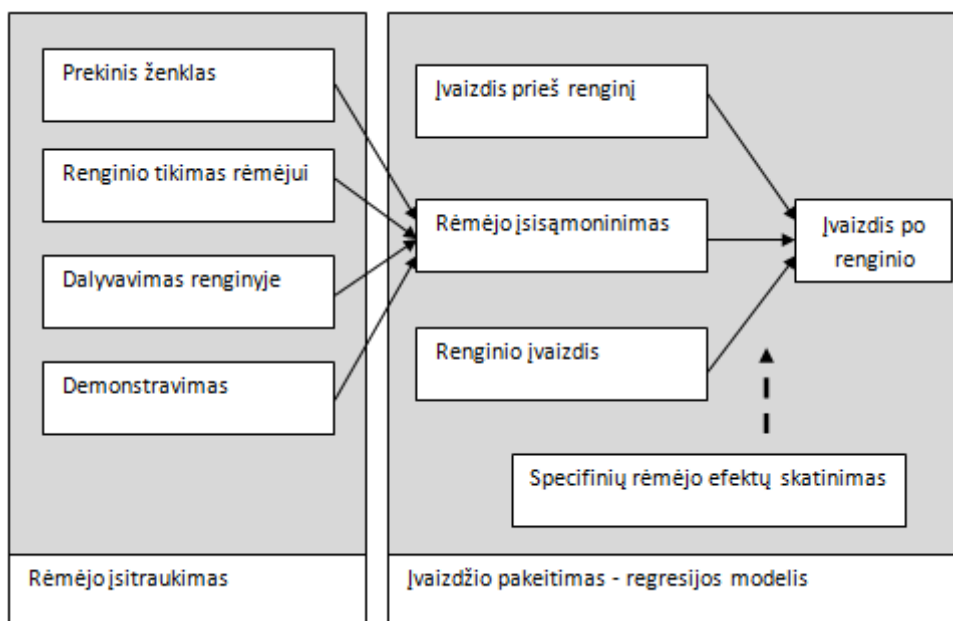 Prekinis ženklas
Renginio tikimas rėmėjui
Dalyvavimas renginyje
Demonstravimas
Rėmėjo įsitraukimas
Įvaizdis prieš renginį
Rėmėjo įsisąmoninimas
Renginio įvaizdis
Įvaizdis po
renginio
Specifinių rėmėjo efektų skatinimas
Įvaizdžio pakeitimas - regresijos modelis